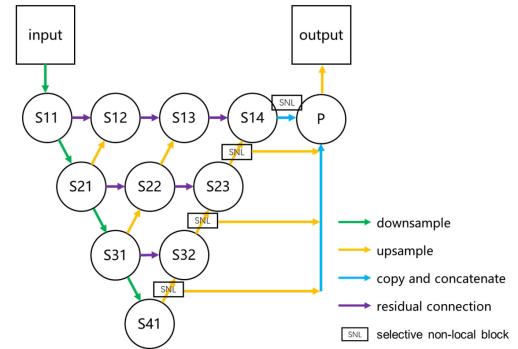 input
output
SNL
S11
S12
S13
S14
P
SNL
S21
S22
S23
SNL
S31
S32
SNL
S41
downsample
upsample
copy and concatenate
residual connection
SNL selective non-local block